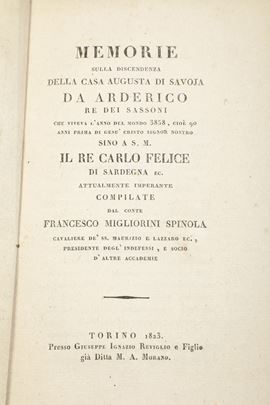 MEMORIE
SULLA DISCENDENZA
DELLA CASA AUGUSTA DI SAVOJA
DA ARDERICO
RE DEI SASSONI
CHE VIVEVA L'ANNO DEL MONDO 3838, CIOÈ 90
ANNI PRIMA DI GESU' CRISTO SIGNOR NOSTRO
SINO A S. M.
IL RE CARLO FELICE
DI SARDEGNA EC.
ATTUALMENTE IMPERANTE
COMPILATE
DAL CONTE
FRANCESCO MIGLIORINI SPINOLA
CAVALIERE DE' SS. MAURIZIO E LAZZARO EC.,
PRESIDENTE DEGL' INDEFESSI, E SOCIO
D' ALTRE ACCADEMIE
TORINO 1823.
Presso GIUSEPPE IGNAZIO REVIGLIO e Figlio
già Ditta M. A. MORANO.